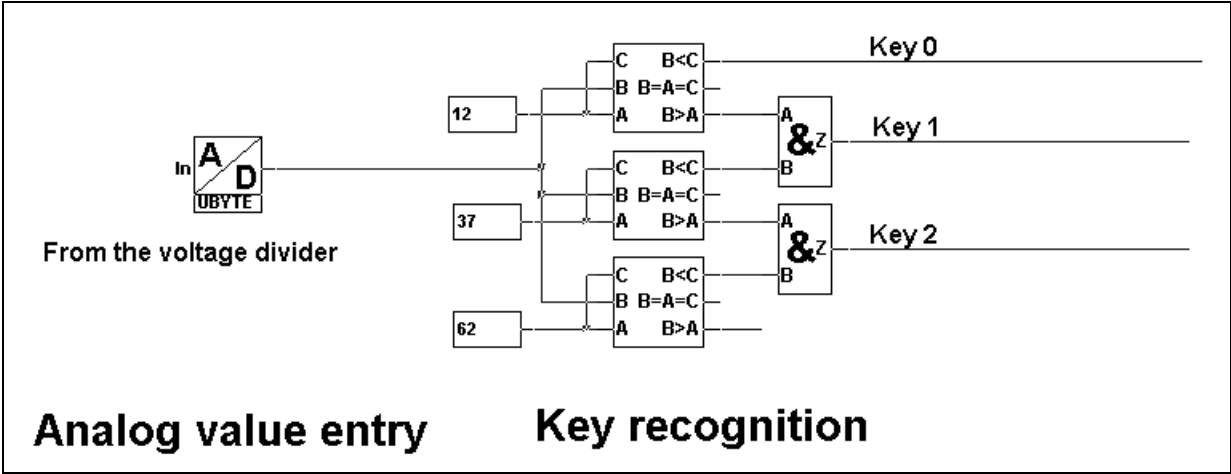 Key 0
C B<C
B B=A=C
12
A B>A
A
& Z
Key 1
B
In
A
D
UBYTE
C B<C
B B=A=C
37
A B>A
A
& Z
Key 2
B
From the voltage divider
C B<C
B B=A=C
62
A B>A
Analog value entry
Key recognition